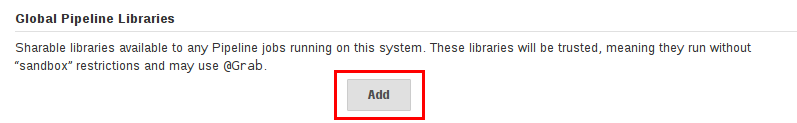 Global Pipeline Libraries
Sharable libraries available to any Pipeline jobs running on this system. These libraries will be trusted, meaning they run without
“sandbox” restrictions and may use @Grab.
Add